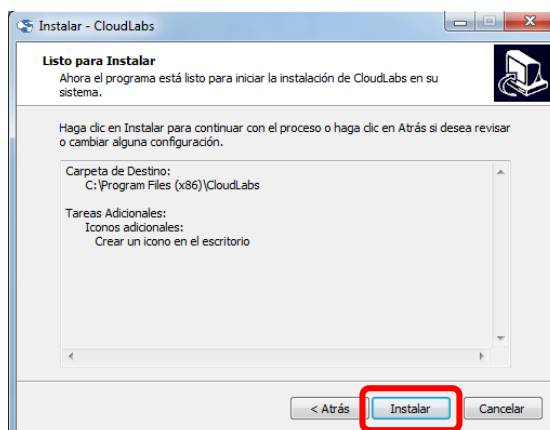 Instalar - CloudLabs
Listo para Instalar
Ahora el programa está listo para iniciar la instalación de CloudLabs en su
sistema.
Haga clic en Instalar para continuar con el proceso o haga clic en Atrás si desea revisar
o cambiar alguna configuración.
Carpeta de Destino:
C:\Program Files (x86)\CloudLabs
Tareas Adicionales:
Iconos adicionales:
Crear un icono en el escritorio
< Atrás
Instalar
Cancelar